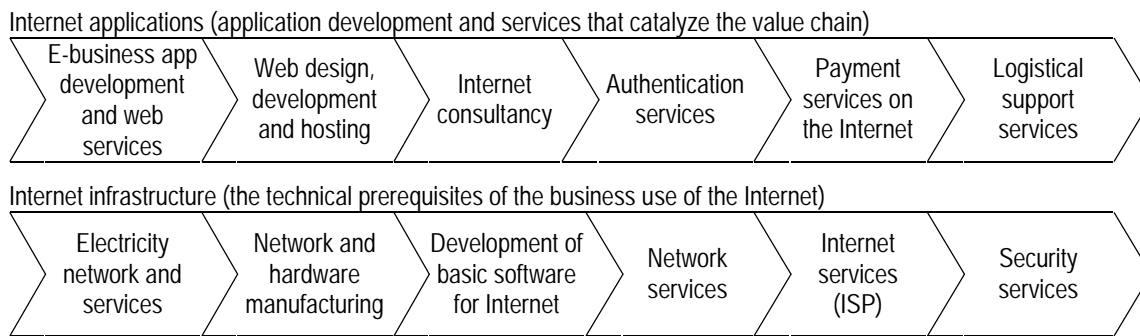 Internet applications (application development and services that catalyze the value chain)
E-business app
development
and web
services
Web design,
development
and hosting
Internet
consultancy
Authentication
services
Payment
services on
the Internet
Logistical
support
services
Internet infrastructure (the technical prerequisites of the business use of the Internet)
Electricity
network and
services
Network and
hardware
manufacturing
Development of
basic software
for Internet
Network
services
Internet
services
(ISP)
Security
services